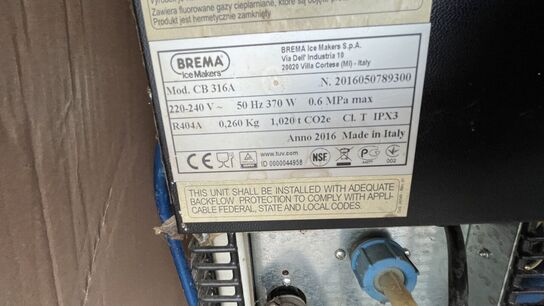 Zawiera fluorowane gazy cieplarniane, które są objęte
Produkt jest hermetycznie zamknięty
BREMA
Ice Makers
BREMA Ice Makers S.p.A.
Via Dell' Industria 10
20020 Villa Cortese (MI) - Italy
Mod. CB 316A N. 2016050789300
220-240 V ~ 50 Hz 370 W 0.6 MPa max
R404A 0,260 Kg 1,020 t CO2e Cl. T IPX3
Anno 2016 Made in Italy
CE
TÜV
www.tuv.com
ID 0000044958
NSF
002
THIS UNIT SHALL BE INSTALLED WITH ADEQUATE
BACKFLOW PROTECTION TO COMPLY WITH APPLI-
CABLE FEDERAL, STATE AND LOCAL CODES.